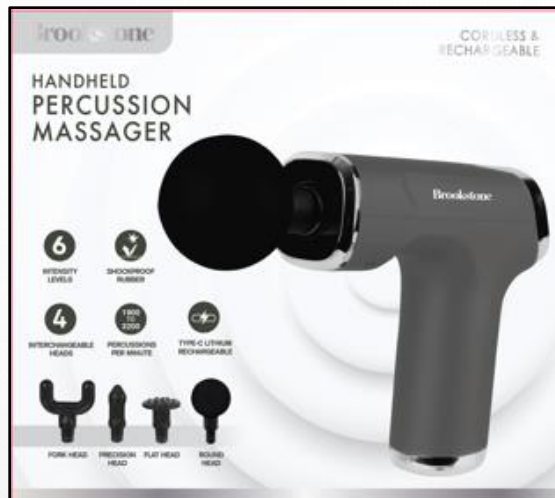 Brookstone
CORDLESS &
RECHARGEABLE
HANDHELD
PERCUSSION
MASSAGER
Brookstone
6
INTENSITY
LEVELS
SHOCKPROOF
RUBBER
4
INTERCHANGEABLE
HEADS
1800
TO
3200
PERCUSSIONS
PER MINUTE
TYPE-C LITHIUM
RECHARGEABLE
FORK HEAD
PRECISION
HEAD
FLAT HEAD
ROUND
HEAD